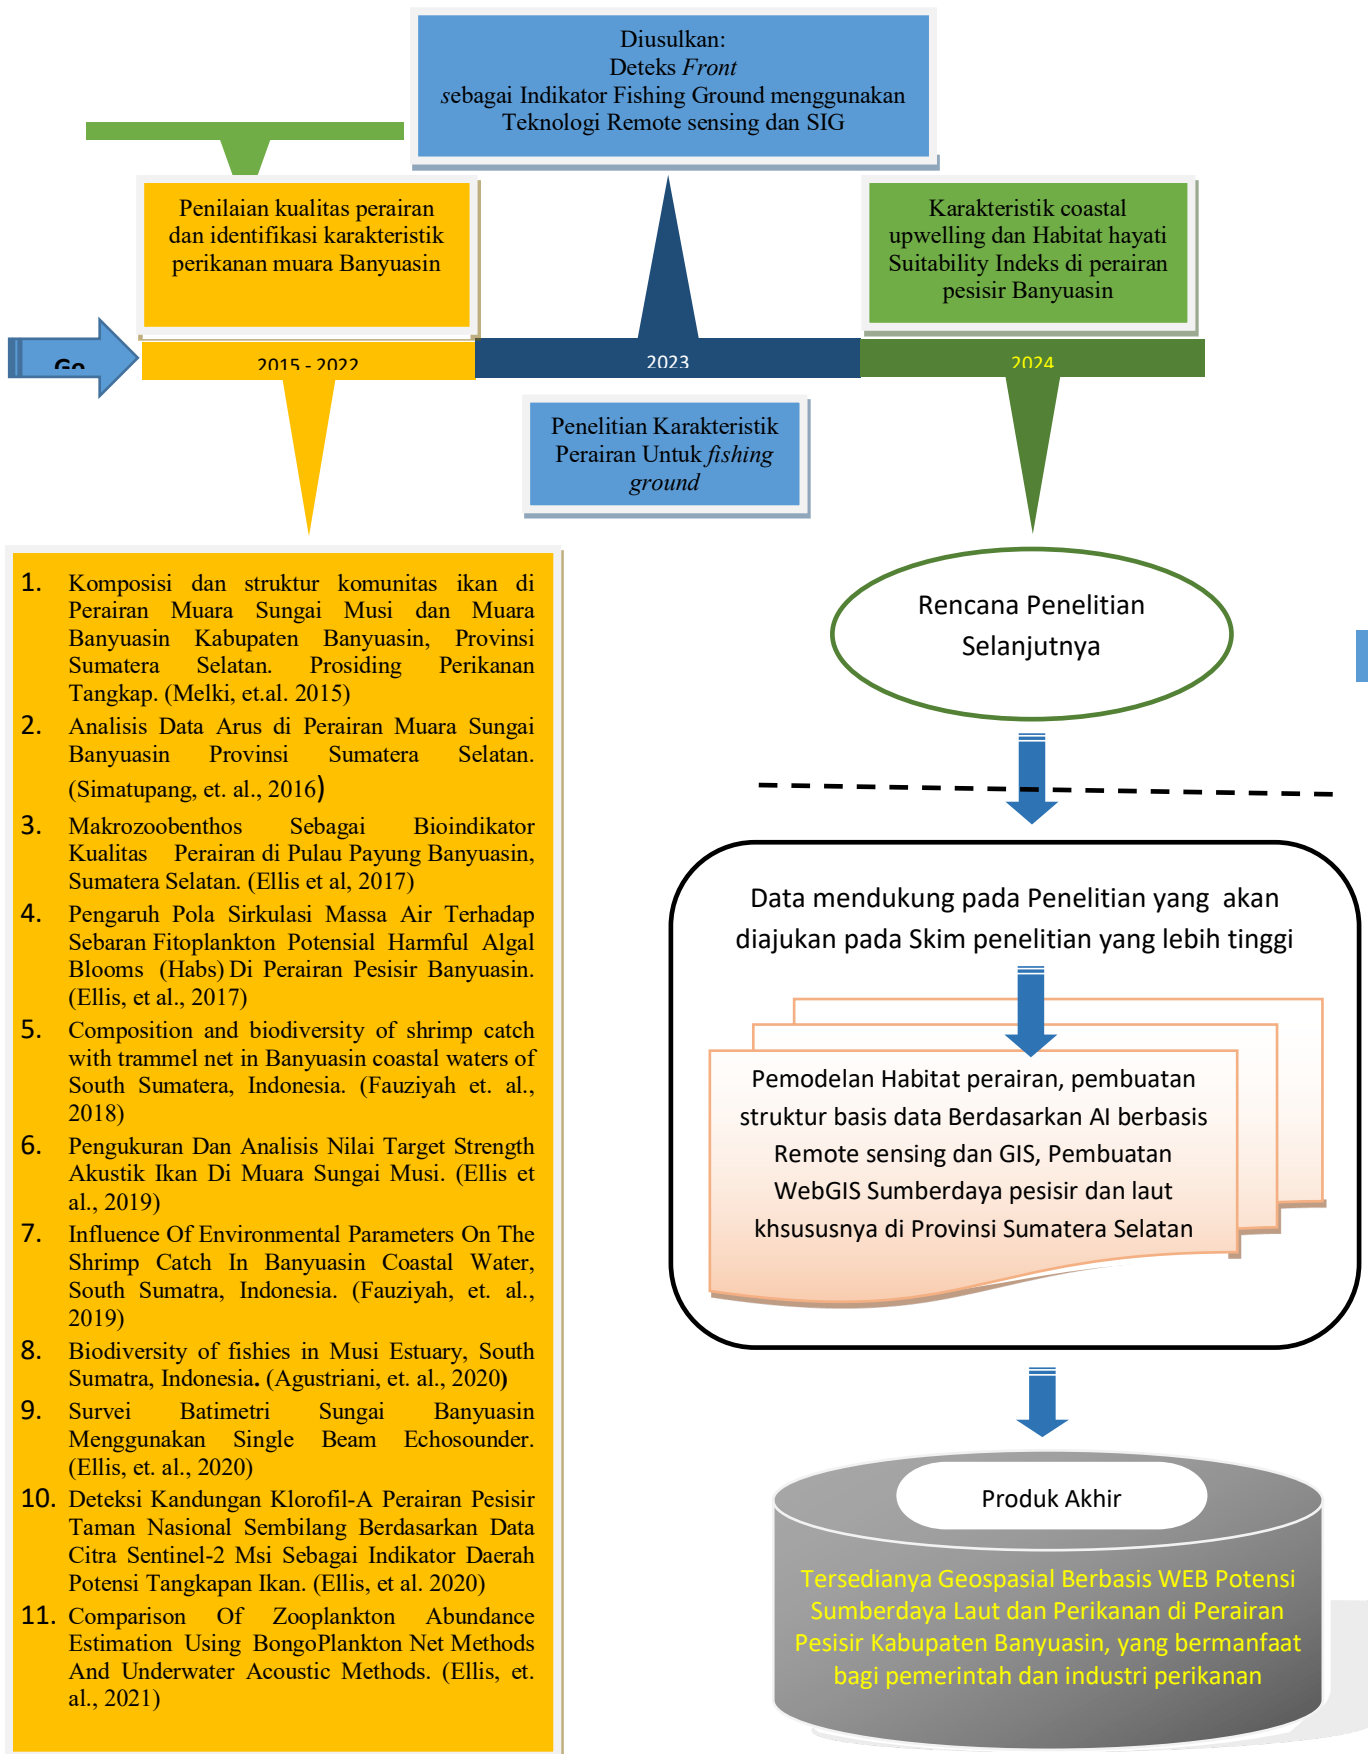 Diusulkan:
Deteks Front
sebagai Indikator Fishing Ground menggunakan
Teknologi Remote sensing dan SIG
Penilaian kualitas perairan
dan identifikasi karakteristik
perikanan muara Banyuasin
Karakteristik coastal
upwelling dan Habitat hayati
Suitability Indeks di perairan
pesisir Banyuasin
Go
2015 - 2022
2023
2024
Penelitian Karakteristik
Perairan Untuk fishing
ground
1. Komposisi dan struktur komunitas ikan di
Perairan Muara Sungai Musi dan Muara
Banyuasin Kabupaten Banyuasin, Provinsi
Sumatera Selatan. Prosiding Perikanan
Tangkap. (Melki, et.al. 2015)
2. Analisis Data Arus di Perairan Muara Sungai
Banyuasin Provinsi Sumatera Selatan.
(Simatupang, et. al., 2016)
3. Makrozoobenthos Sebagai Bioindikator
Kualitas Perairan di Pulau Payung Banyuasin,
Sumatera Selatan. (Ellis et al, 2017)
4. Pengaruh Pola Sirkulasi Massa Air Terhadap
Sebaran Fitoplankton Potensial Harmful Algal
Blooms (Habs) Di Perairan Pesisir Banyuasin.
(Ellis, et al., 2017)
5. Composition and biodiversity of shrimp catch
with trammel net in Banyuasin coastal waters of
South Sumatera, Indonesia. (Fauziyah et. al.,
2018)
6. Pengukuran Dan Analisis Nilai Target Strength
Akustik Ikan Di Muara Sungai Musi. (Ellis et
al., 2019)
7. Influence Of Environmental Parameters On The
Shrimp Catch In Banyuasin Coastal Water,
South Sumatra, Indonesia. (Fauziyah, et. al.,
2019)
8. Biodiversity of fishies in Musi Estuary, South
Sumatra, Indonesia. (Agustriani, et. al., 2020)
9. Survei Batimetri Sungai Banyuasin
Menggunakan Single Beam Echosounder.
(Ellis, et. al., 2020)
10. Deteksi Kandungan Klorofil-A Perairan Pesisir
Taman Nasional Sembilang Berdasarkan Data
Citra Sentinel-2 Msi Sebagai Indikator Daerah
Potensi Tangkapan Ikan. (Ellis, et al. 2020)
11. Comparison Of Zooplankton Abundance
Estimation Using BongoPlankton Net Methods
And Underwater Acoustic Methods. (Ellis, et.
al., 2021)
Rencana Penelitian
Selanjutnya
Data mendukung pada Penelitian yang akan
diajukan pada Skim penelitian yang lebih tinggi
Pemodelan Habitat perairan, pembuatan
struktur basis data Berdasarkan AI berbasis
Remote sensing dan GIS, Pembuatan
WebGIS Sumberdaya pesisir dan laut
khsususnya di Provinsi Sumatera Selatan
Produk Akhir
Tersedianya Geospasial Berbasis WEB Potensi
Sumberdaya Laut dan Perikanan di Perairan
Pesisir Kabupaten Banyuasin, yang bermanfaat
bagi pemerintah dan industri perikanan